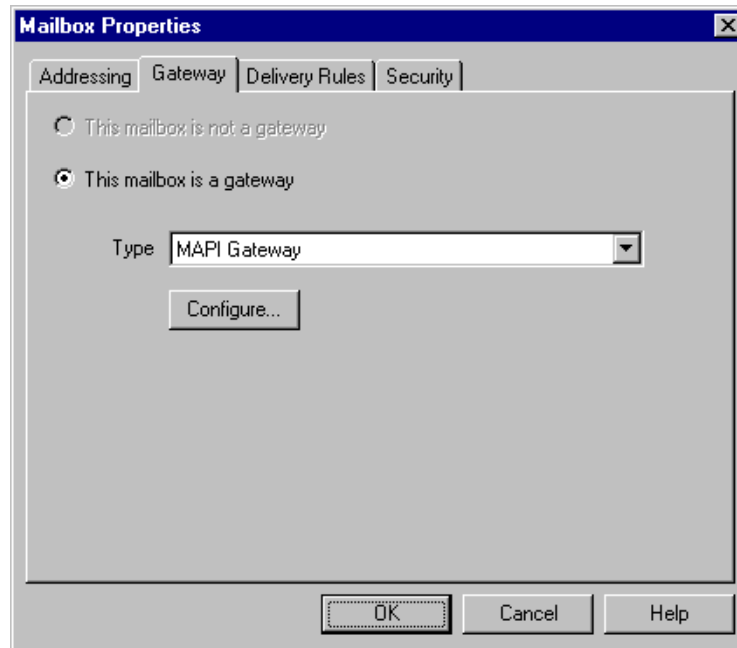 Mailbox Properties
Addressing Gateway Delivery Rules Security
This mailbox is not a gateway
This mailbox is a gateway
Type MAPI Gateway
Configure...
OK Cancel Help